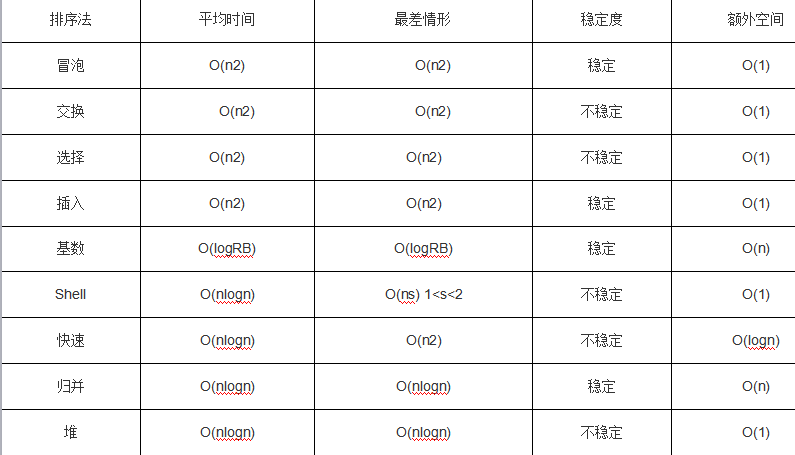 排序法 平均时间 最差情形 稳定度 额外空间
冒泡 O(n2) O(n2) 稳定 O(1)
交换 O(n2) O(n2) 不稳定 O(1)
选择 O(n2) O(n2) 不稳定 O(1)
插入 O(n2) O(n2) 稳定 O(1)
基数 O(logRB) O(logRB) 稳定 O(n)
Shell O(nlogn) O(ns) 1<s<2 不稳定 O(1)
快速 O(nlogn) O(n2) 不稳定 O(logn)
归并 O(nlogn) O(nlogn) 稳定 O(n)
堆 O(nlogn) O(nlogn) 不稳定 O(1)